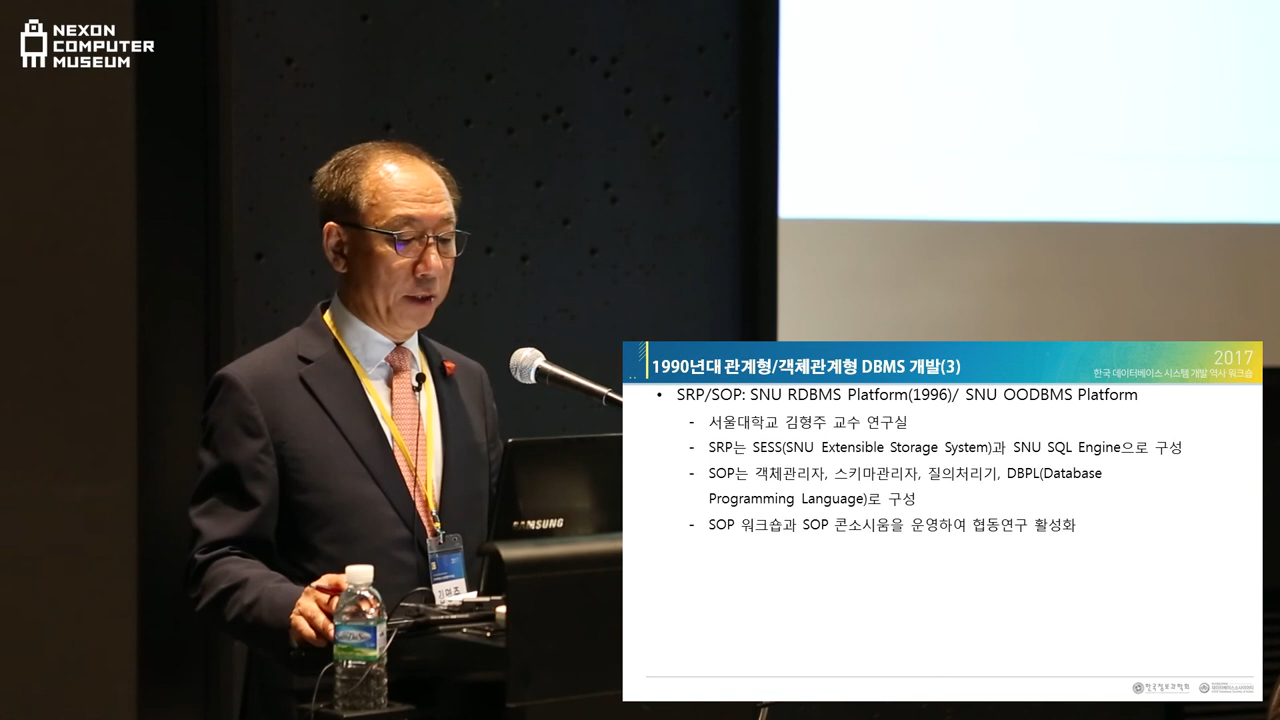 NEXON
COMPUTER
MUSEUM
2017
한국 데이터베이스 시스템 개발 역사 워크숍
1990년대 관계형/객체관계형 DBMS 개발(3)
• SRP/SOP: SNU RDBMS Platform(1996)/ SNU OODBMS Platform
- 서울대학교 김형주 교수 연구실
- SRP는 SESS(SNU Extensible Storage System)과 SNU SQL Engine으로 구성
- SOP는 객체관리자, 스키마관리자, 질의처리기, DBPL(Database
Programming Language)로 구성
- SOP 워크숍과 SOP 콘소시움을 운영하여 협동연구 활성화
SAMSUNG
한국정보과학회